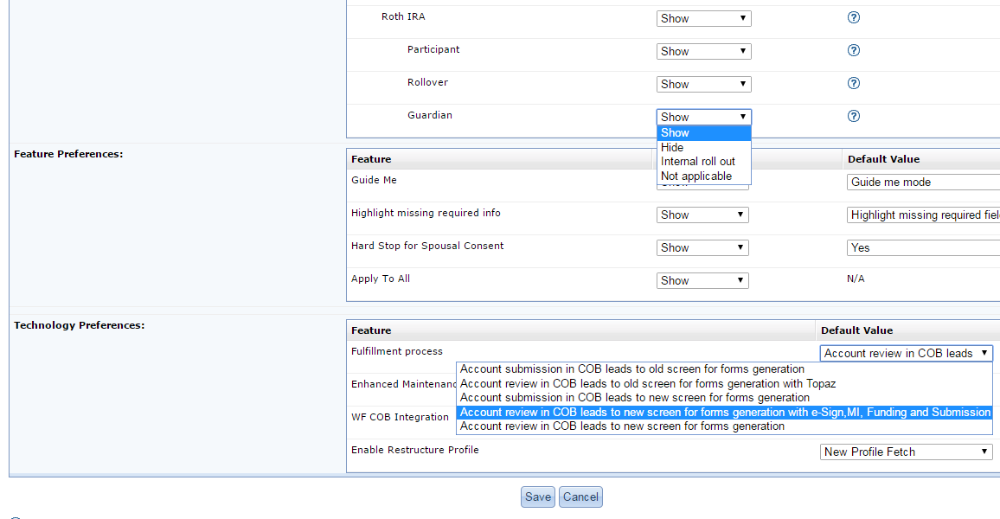 Roth IRA Show ?
Participant Show ?
Rollover Show ?
Guardian Show ?
Show
Hide
Internal roll out
Not applicable
Feature Preferences:
Feature Default Value
Guide Me Guide me mode
Highlight missing required info Show Highlight missing required fiel
Hard Stop for Spousal Consent Show Yes
Apply To All Show N/A
Technology Preferences:
Feature Default Value
Fulfillment process Account review in COB leads
Account submission in COB leads to old screen for forms generation
Enhanced Maintenanc Account review in COB leads to old screen for forms generation with Topaz
Account submission in COB leads to new screen for forms generation
WF COB Integration Account review in COB leads to new screen for forms generation with e-Sign,MI, Funding and Submission
Account review in COB leads to new screen for forms generation
Enable Restructure Profile New Profile Fetch
Save Cancel